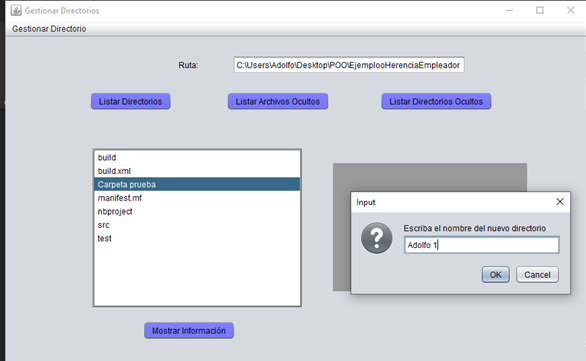 Gestionar Directorios
Gestionar Directorio
Ruta: C:\Users\Adolfo\Desktop\POO\EjemplooHerenciaEmpleador
Listar Directorios Listar Archivos Ocultos Listar Directorios Ocultos
build
build.xml
Carpeta prueba
manifest.mf
nbproject
src
test
Input
Escriba el nombre del nuevo directorio
Adolfo 1
OK Cancel
Mostrar Información